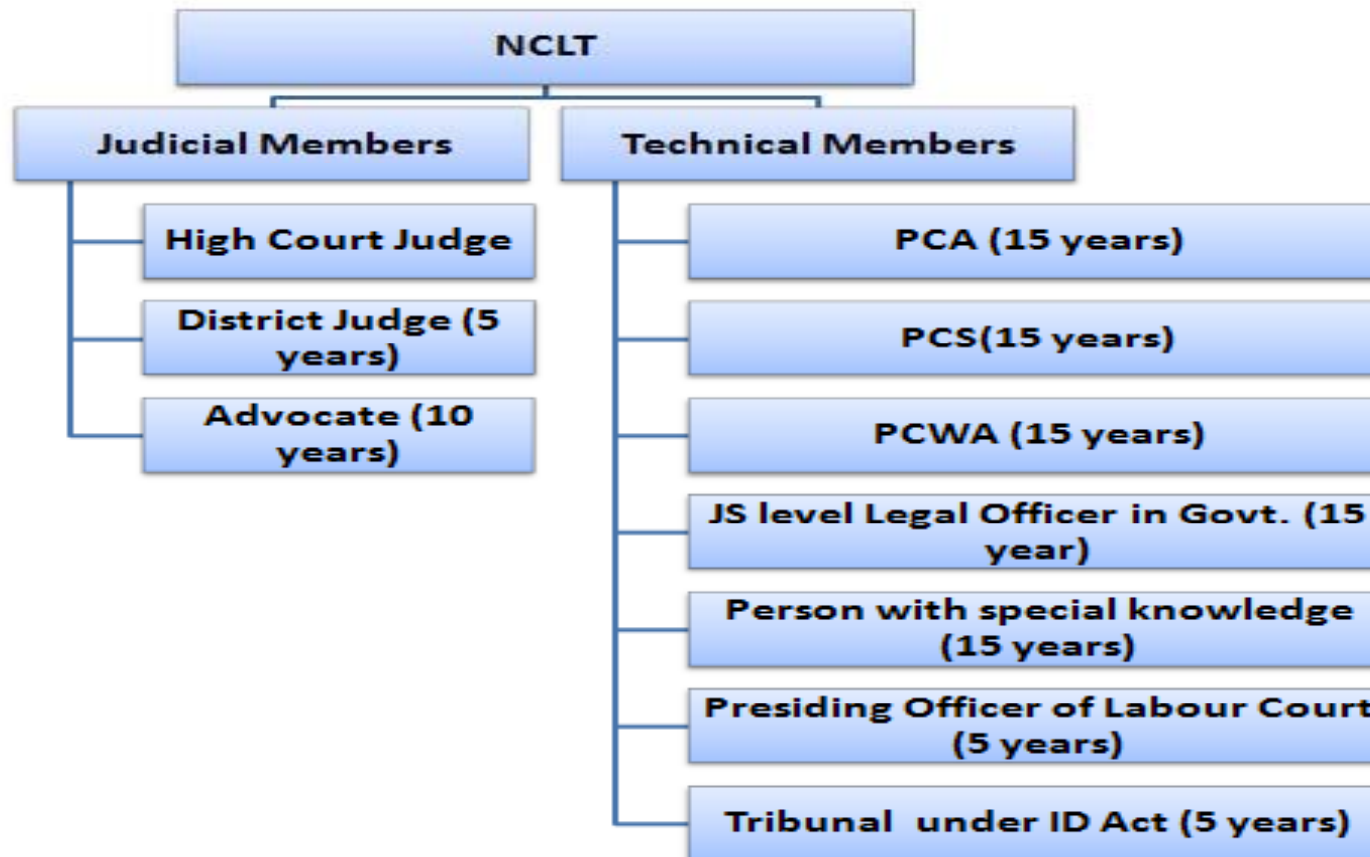 NCLT
Judicial Members
High Court Judge
District Judge (5
years)
Advocate (10
years)
Technical Members
PCA (15 years)
PCS(15 years)
PCWA (15 years)
JS level Legal Officer in Govt. (15
year)
Person with special knowledge
(15 years)
Presiding Officer of Labour Court
(5 years)
Tribunal under ID Act (5 years)